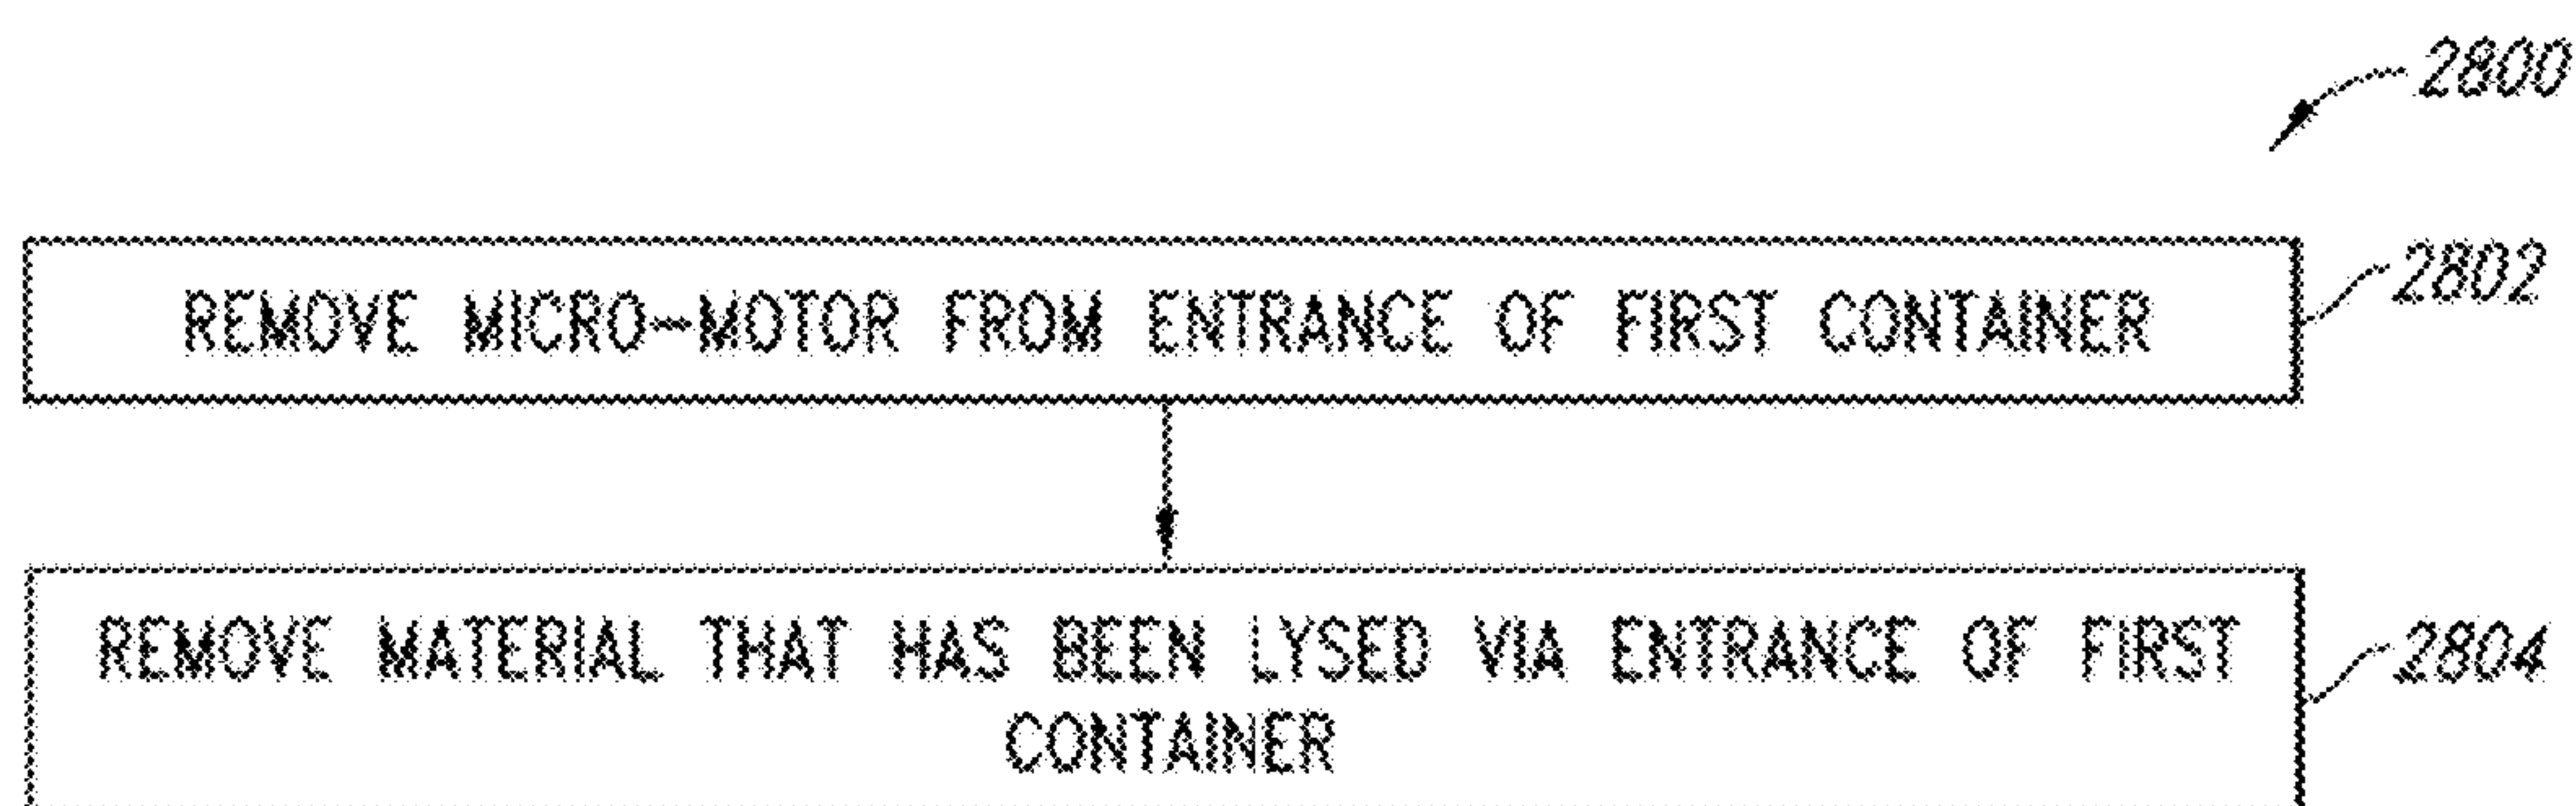 2800
REMOVE MICRO-MOTOR FROM ENTRANCE OF FIRST CONTAINER
2802
REMOVE MATERIAL THAT HAS BEEN LYSED VIA ENTRANCE OF FIRST
CONTAINER
2804